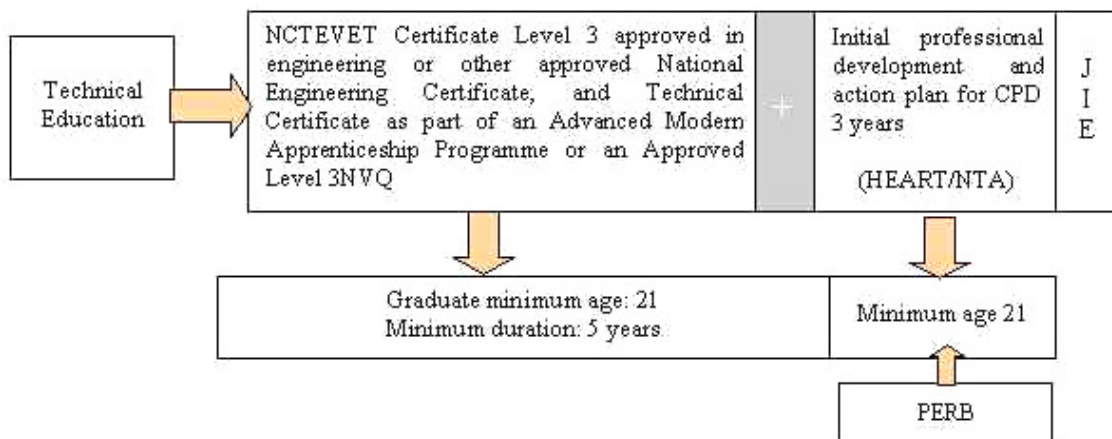 Technical
Education
NCTEVET Certificate Level 3 approved in
engineering or other approved National
Engineering Certificate, and Technical
Certificate as part of an Advanced Modern
Apprenticeship Programme or an Approved
Level 3NVQ
+
Initial professional
development and
action plan for CPD
3 years
(HEART/NTA)
J
I
E
Graduate minimum age: 21
Minimum duration: 5 years
Minimum age 21
PERB